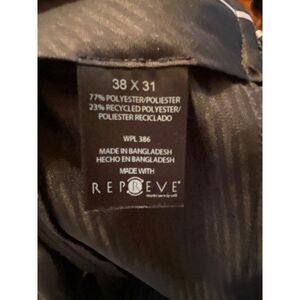 38 X 31
77% POLYESTER/POLIESTER
23% RECYCLED POLYESTER/
POLIESTER RECICLADO
WPL 386
MADE IN BANGLADESH
HECHO EN BANGLADESH
MADE WITH
REPREVE